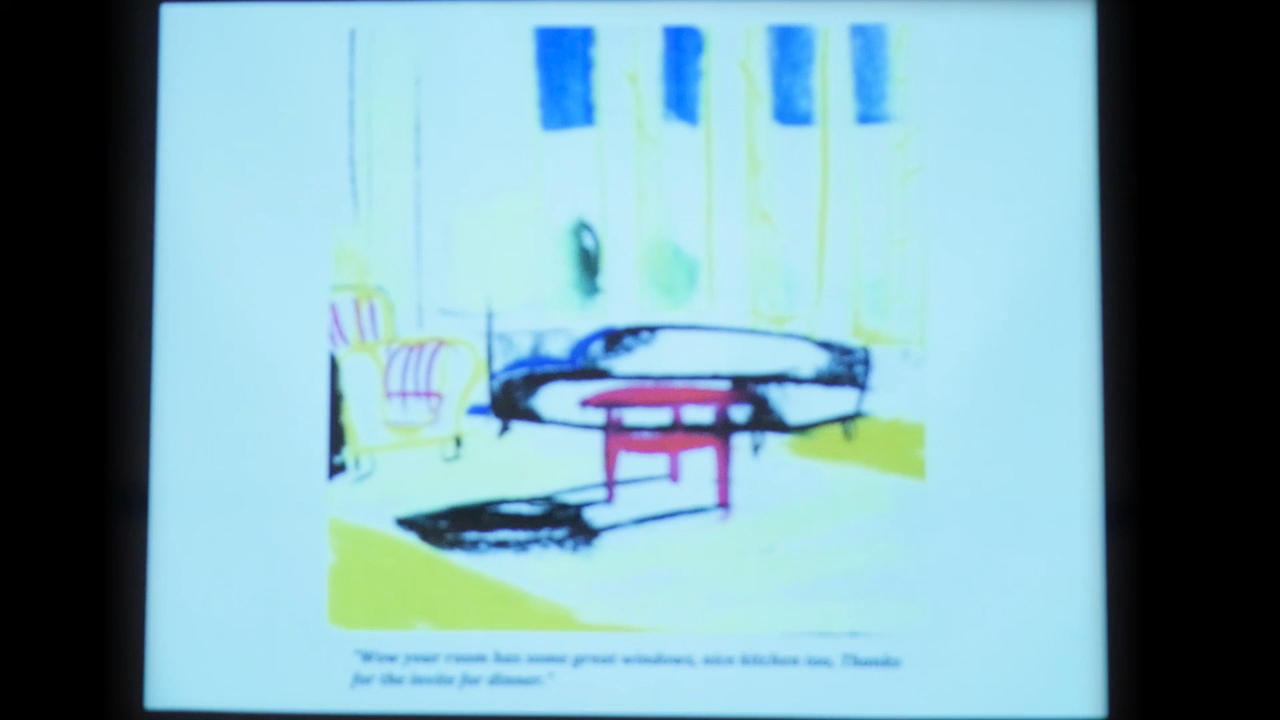 "Wow your room has some great windows, nice kitchen too, Thanks
for the invite for dinner."